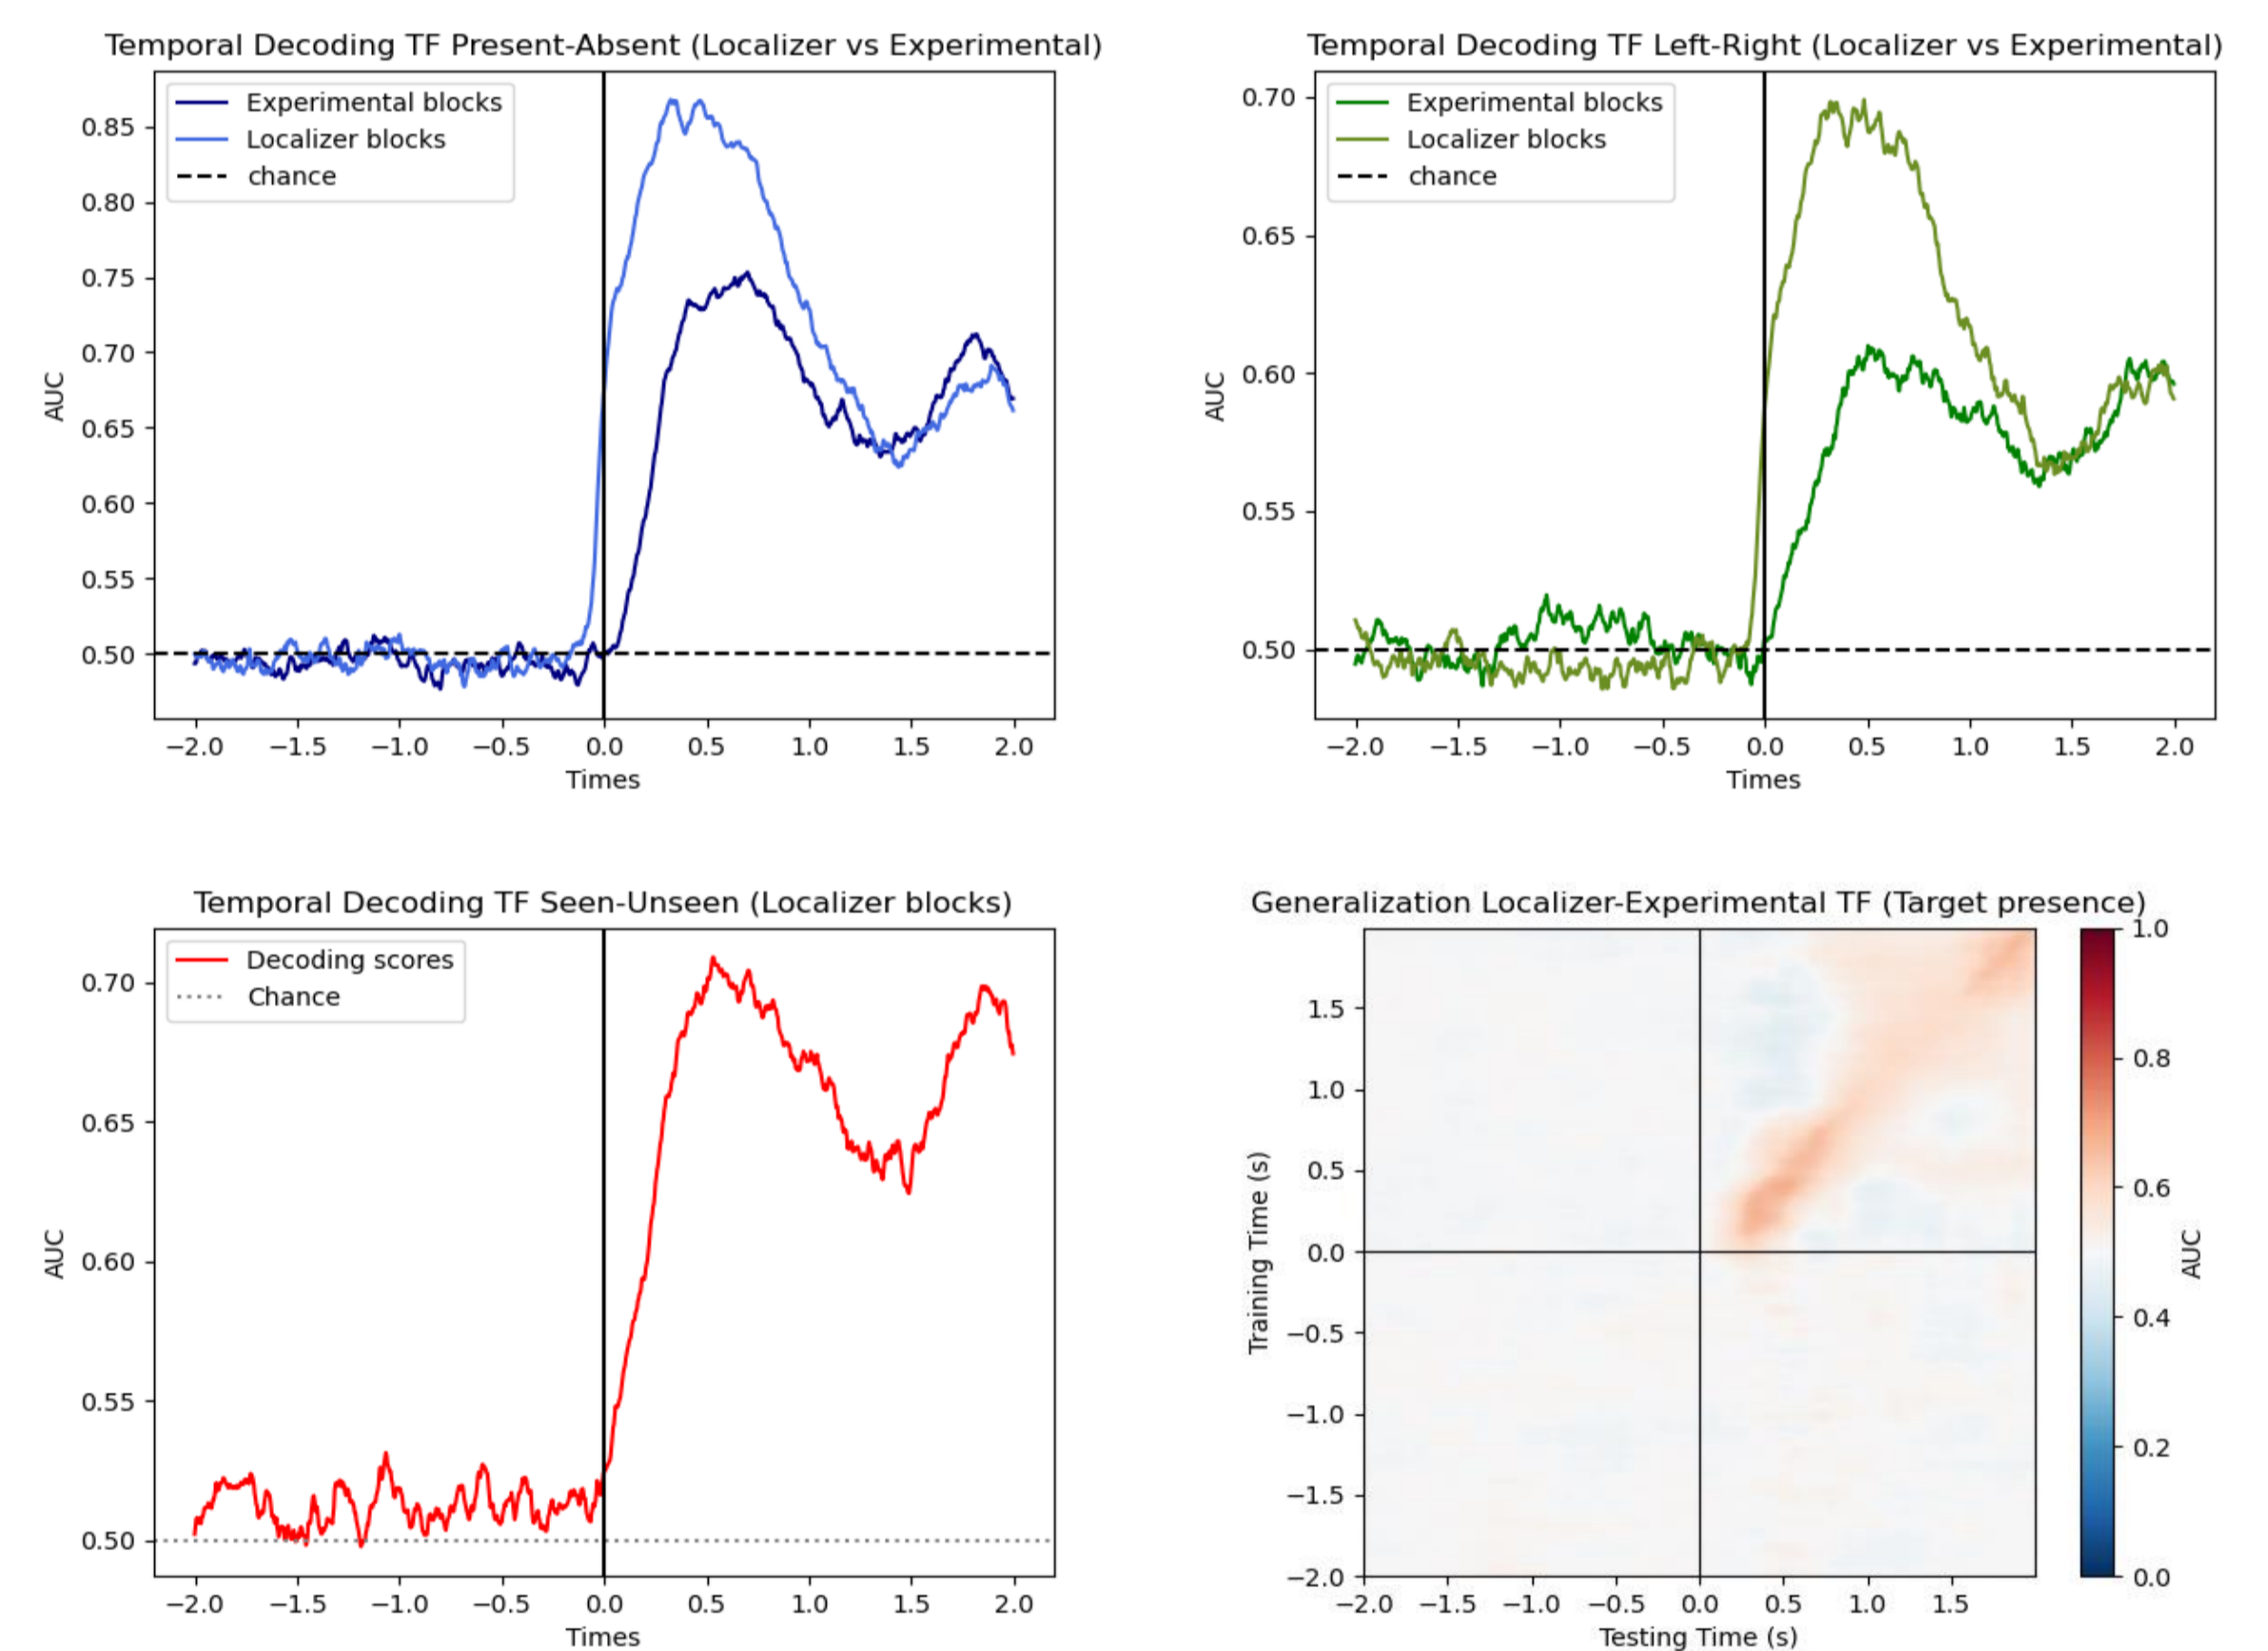 Temporal Decoding TF Present-Absent (Localizer vs Experimental)
Experimental blocks
Localizer blocks
chance
0.85
0.80
0.75
0.70
0.65
0.60
0.55
0.50
AUC
−2.0 −1.5 −1.0 −0.5 0.0 0.5 1.0 1.5 2.0
Times
Temporal Decoding TF Left-Right (Localizer vs Experimental)
Experimental blocks
Localizer blocks
chance
0.70
0.65
0.60
0.55
0.50
AUC
−2.0 −1.5 −1.0 −0.5 0.0 0.5 1.0 1.5 2.0
Times
Temporal Decoding TF Seen-Unseen (Localizer blocks)
Decoding scores
Chance
0.70
0.65
0.60
0.55
0.50
AUC
−2.0 −1.5 −1.0 −0.5 0.0 0.5 1.0 1.5 2.0
Times
Generalization Localizer-Experimental TF (Target presence)
1.5
1.0
0.5
0.0
−0.5
−1.0
−1.5
−2.0
Training Time (s)
−2.0 −1.5 −1.0 −0.5 0.0 0.5 1.0 1.5
Testing Time (s)
1.0
0.8
0.6
0.4
0.2
0.0
AUC